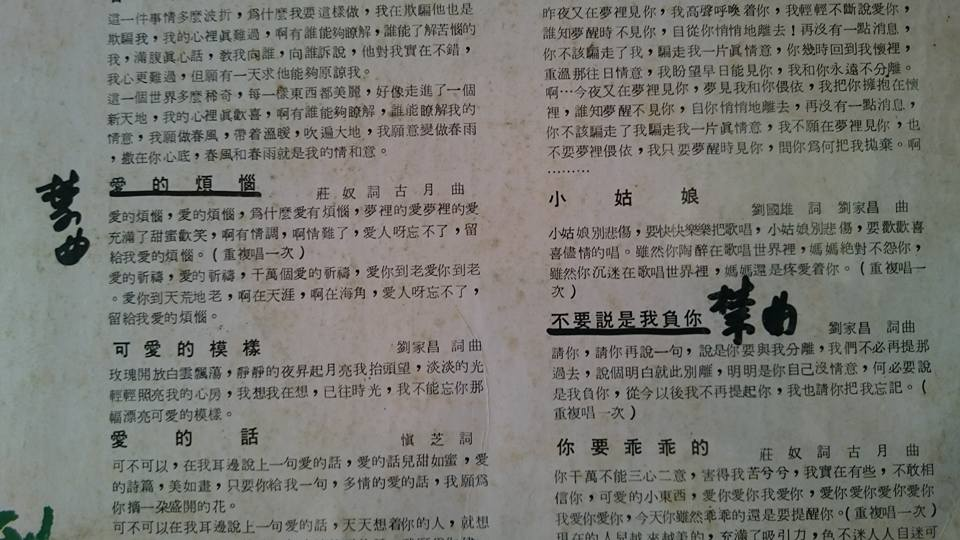 這一件事情多麼波折，爲什麼我要這樣做，我在欺騙他也是
欺騙我，我的心裡眞難過，啊有誰能夠瞭解，誰能了解苦惱的
我，滿腹眞心話，敎我向誰，向誰訴說，他對我實在不錯，
我心更難過，但願有一天求他能夠原諒我。
這一個世界多麼稀奇，每一樣東西都美麗，好像走進了一個
新天地，我的心裡眞歡喜，啊有誰能夠瞭解，誰能瞭解我的
情意，我願做春風，帶着溫暖，吹遍大地，我願意變做春雨
，撒在你心底，春風和春雨就是我的情和意。
禁曲
愛的煩惱　莊奴詞古月曲
愛的煩惱，愛的煩惱，爲什麼愛有煩惱，夢裡的愛夢裡的愛
充滿了甜蜜歡笑，啊有情調，啊情難了，愛人呀忘不了，留
給我愛的煩惱。（重複唱一次）
愛的祈禱，愛的祈禱，千萬個愛的祈禱，愛你到老愛你到老
。愛你到天荒地老，啊在天涯，啊在海角，愛人呀忘不了，
留給我愛的煩惱。
可愛的模樣　劉家昌 詞曲
玫瑰開放白雲飄蕩，靜靜的夜昇起月亮我抬頭望，淡淡的光
輕輕照亮我的心房，我想我在想，已往時光，我不能忘你那
幅漂亮可愛的模樣。
愛的話　愼芝詞
可不可以，在我耳邊說上一句愛的話，愛的話兒甜如蜜，愛
的詩篇，美如畫，只要你給我一句，多情的愛的話，我願爲
你摘一朶盛開的花。
可不可以在我耳邊說上一句愛的話，天天想着你的人，就想
昨夜又在夢裡見你，我高聲呼喚着你，我輕輕不斷說愛你，
誰知夢醒時不見你，自從你悄悄地離去！再沒有一點消息，
你不該騙走了我，騙走我一片眞情意，你幾時回到我懷裡，
重溫那往日情意，我盼望早日能見你，我和你永遠不分離。
啊…今夜又在夢裡見你，夢見我和你偎依，我把你擁抱在懷
裡，誰知夢醒不見你，自你悄悄地離去，再沒有一點消息，
你不該騙走了我騙走我一片眞情意，我不願在夢裡見你，也
不要夢裡偎依，我只要夢醒時見你，問你爲何把我拋棄。啊
………
小姑娘　劉國雄 詞　劉家昌 曲
小姑娘別悲傷，要快快樂樂把歌唱，小姑娘別悲傷，要歡歡喜
喜儘情的唱。雖然你陶醉在歌唱世界裡，媽媽絶對不怨你，
雖然你沉迷在歌唱世界裡，媽媽還是疼愛着你。（重複唱一
次）
不要說是我負你　禁曲　劉家昌 詞曲
請你，請你再說一句，說是你要與我分離，我們不必再提那
過去，說個明白就此別離，明明是你自己沒情意，何必要說
是我負你，從今以後我不再提起你，我也請你把我忘記。（
重複唱一次）
你要乖乖的　莊奴詞古月曲
你千萬不能三心二意，害得我苦兮兮，我實在有些，不敢相
信你，可愛的小東西，愛你愛你我愛你，愛你愛你愛你愛你
我愛你愛你，今天你雖然乖乖的還是要提醒你。（重複唱一次）